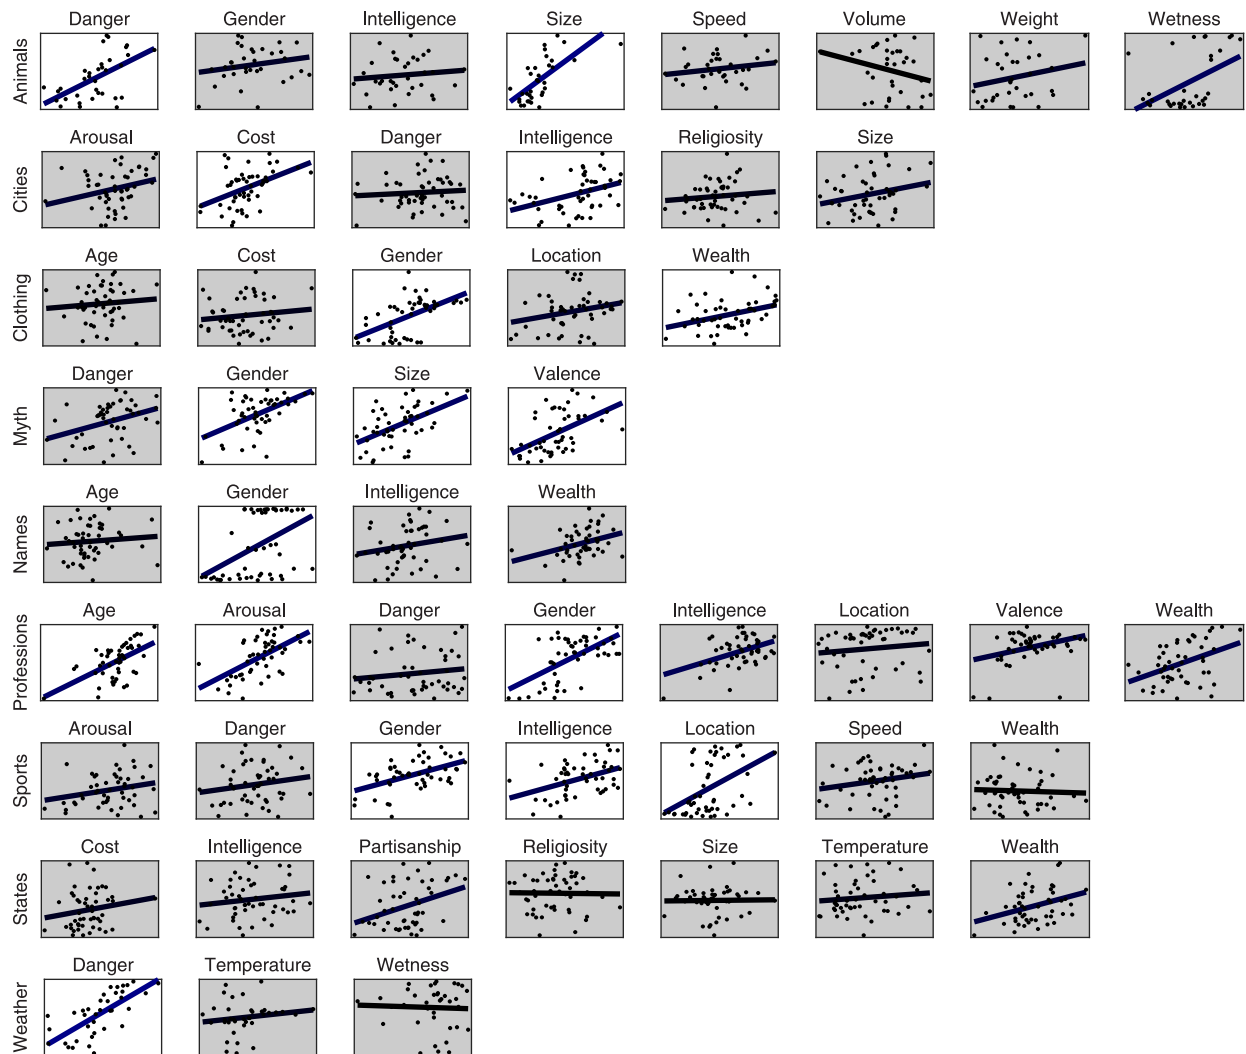 Danger Gender Intelligence Size Speed Volume Weight Wetness
Animals
Arousal Cost Danger Intelligence Religiosity Size
Cities
Age Cost Gender Location Wealth
Clothing
Danger Gender Size Valence
Myth
Age Gender Intelligence Wealth
Names
Age Arousal Danger Gender Intelligence Location Valence Wealth
Professions
Arousal Danger Gender Intelligence Location Speed Wealth
Sports
Cost Intelligence Partisanship Religiosity Size Temperature Wealth
States
Danger Temperature Wetness
Weather